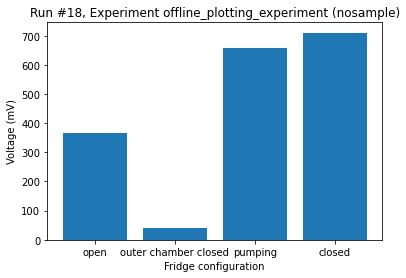 Run #18, Experiment offline_plotting_experiment (nosample)
700
600
500
400
300
200
100
0
Voltage (mV)
open outer chamber closed pumping closed
Fridge configuration